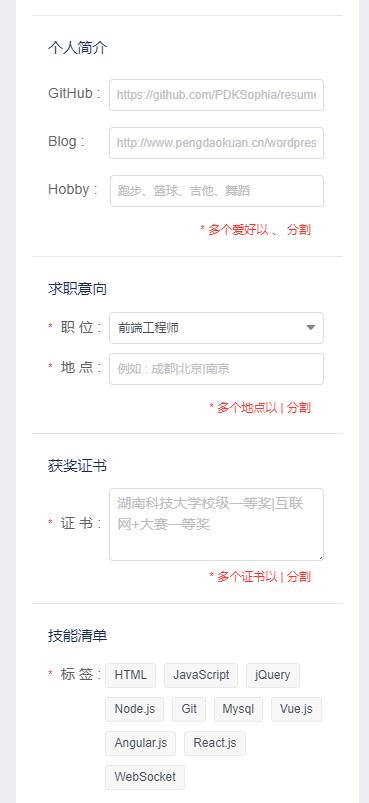 个人简介
GitHub : https://github.com/PDKSophia/resume
Blog : http://www.pengdaokuan.cn/wordpres
Hobby : 跑步、篮球、吉他、舞蹈
* 多个爱好以 、 分割
求职意向
* 职 位 : 前端工程师
* 地 点 : 例如 : 成都|北京|南京
* 多个地点以 | 分割
获奖证书
* 证 书 : 湖南科技大学校级一等奖|互联
网+大赛一等奖
* 多个证书以 | 分割
技能清单
* 标 签 : HTML JavaScript jQuery
Node.js Git Mysql Vue.js
Angular.js React.js
WebSocket